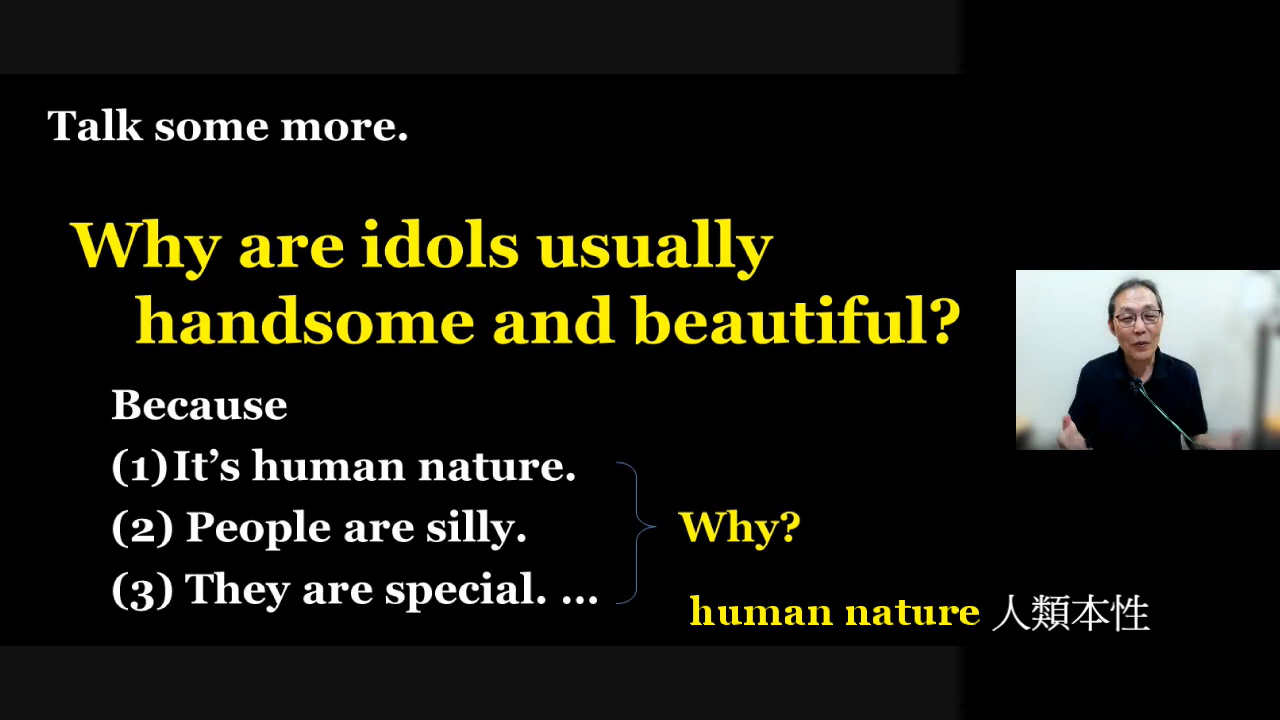 Talk some more.
Why are idols usually
handsome and beautiful?
Because
(1) It's human nature.
(2) People are silly.
(3) They are special. ...
Why?
human nature 人類本性